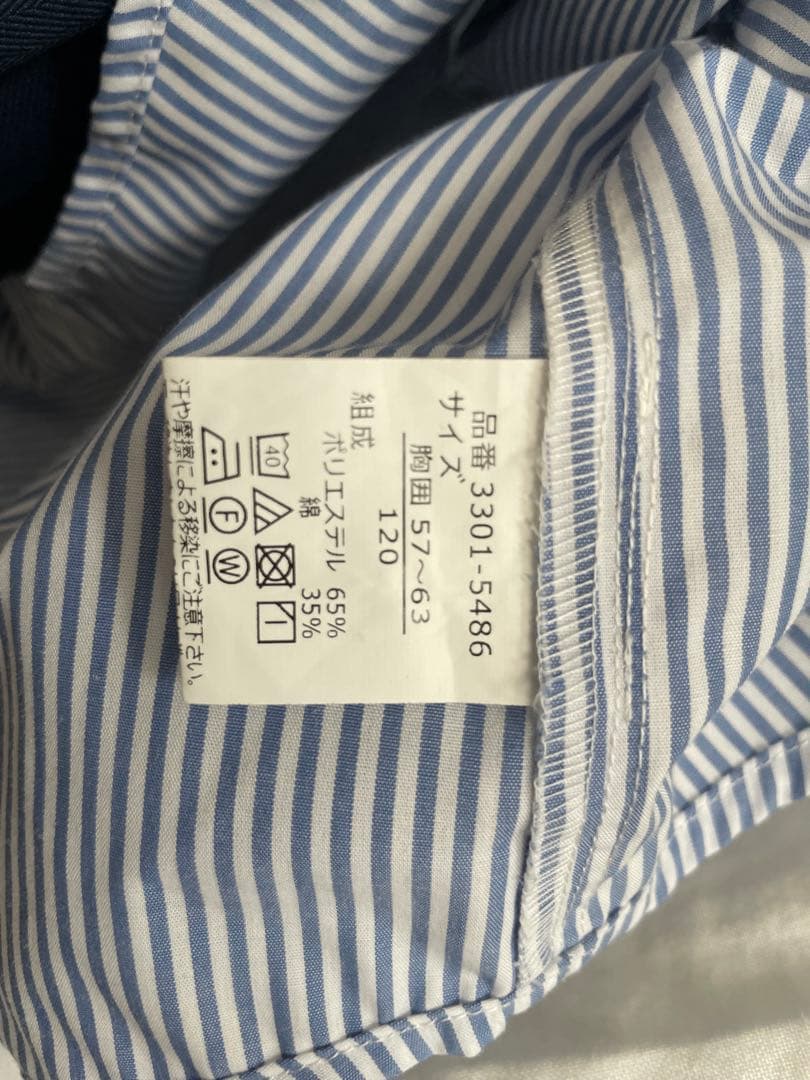 品番 3301-5486
サイズ
胸囲 57～63
120
組成
ポリエステル 65%
綿 35%
40
F W
汗や摩擦による移染にご注意下さい。